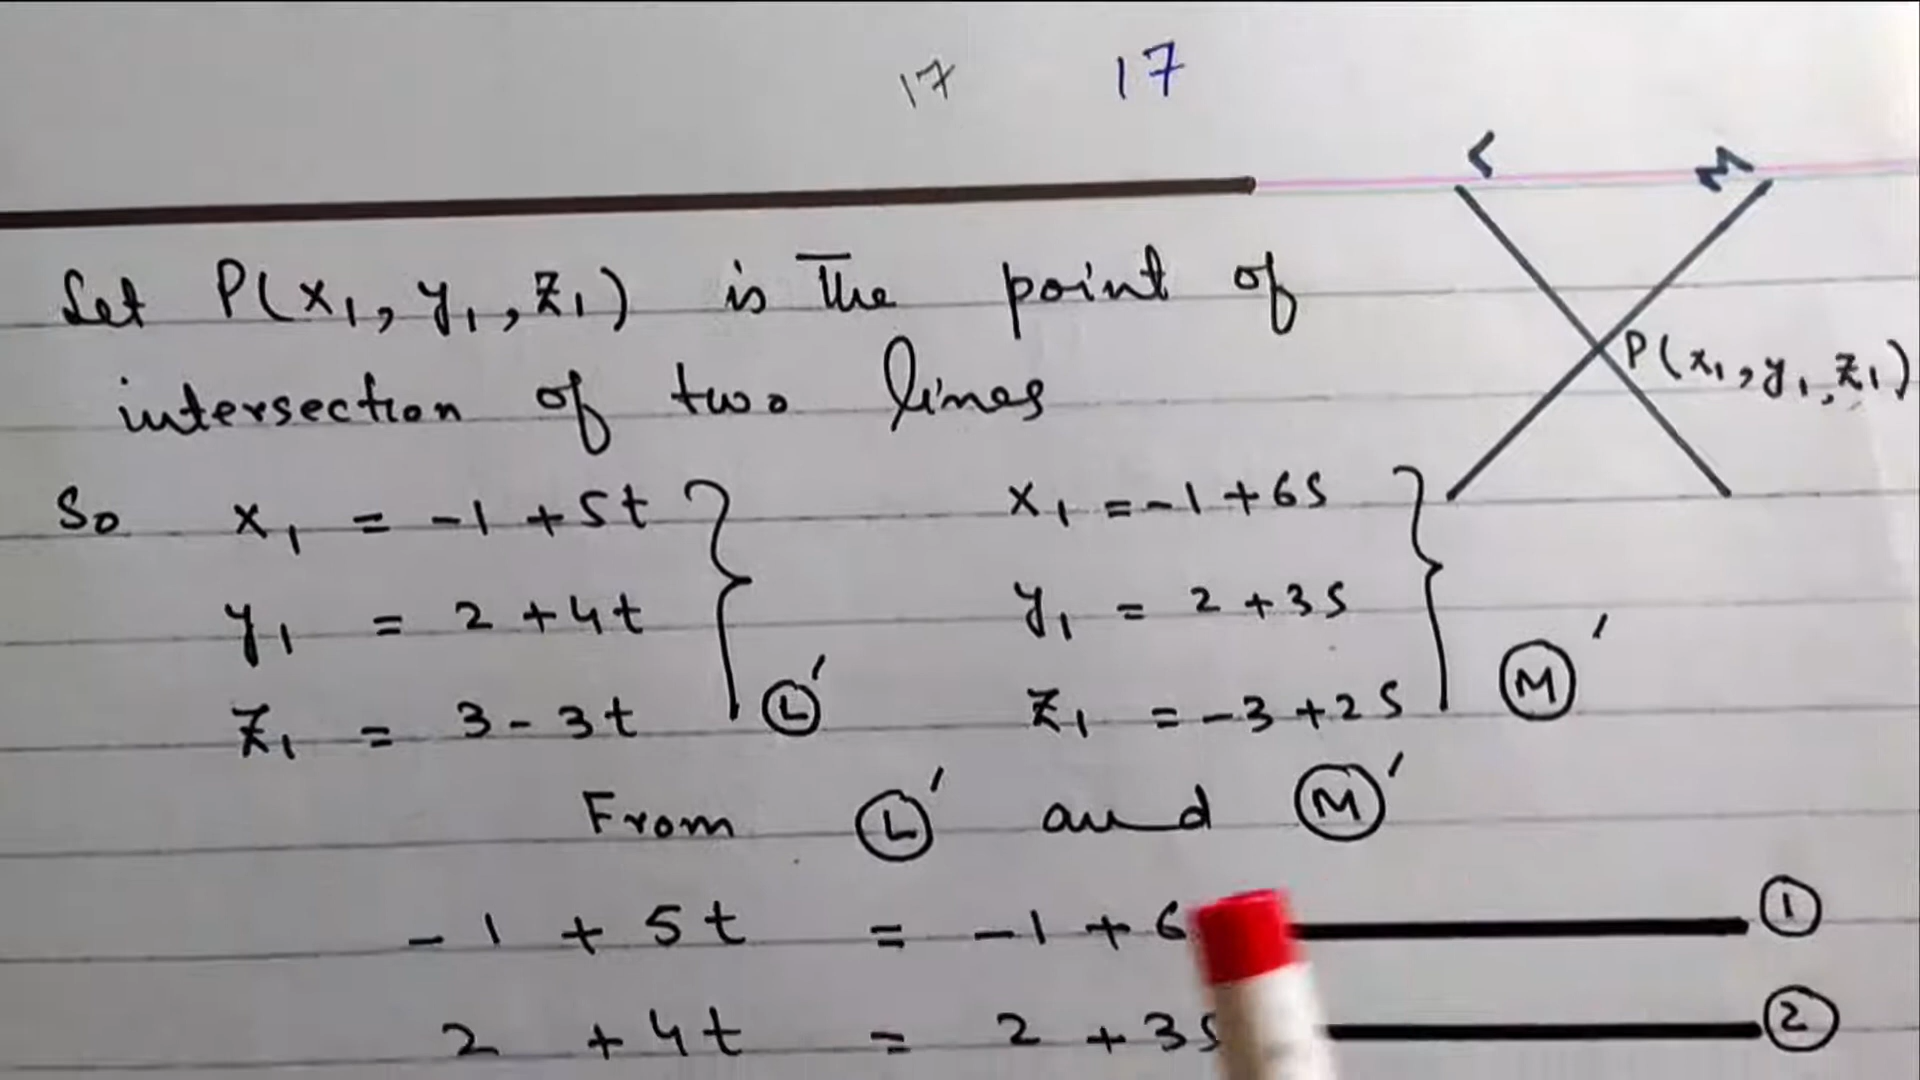 17 17
L M
Let P(x₁, y₁, z₁) is The point of
P(x₁, y₁, z₁)
intersection of two lines
So x₁ = -1 + 5t x₁ = -1 + 6s
y₁ = 2 + 4t y₁ = 2 + 3s
z₁ = 3 - 3t Ⓛ′ z₁ = -3 + 2s Ⓜ′
From Ⓛ′ and Ⓜ′
-1 + 5t = -1 + 6 ①
2 + 4t = 2 + 3s ②